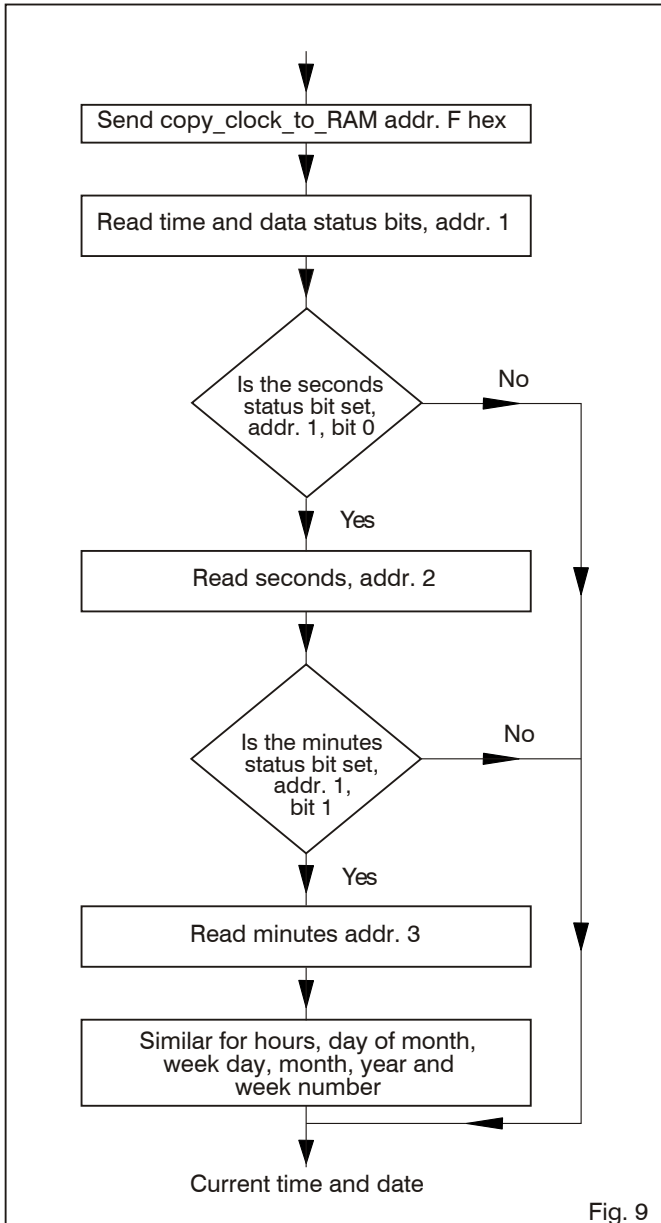 Send copy_clock_to_RAM addr. F hex
Read time and data status bits, addr. 1
Is the seconds
status bit set,
addr. 1, bit 0
No
Yes
Read seconds, addr. 2
Is the minutes
status bit set,
addr. 1,
bit 1
No
Yes
Read minutes addr. 3
Similar for hours, day of month,
week day, month, year and
week number
Current time and date
Fig. 9